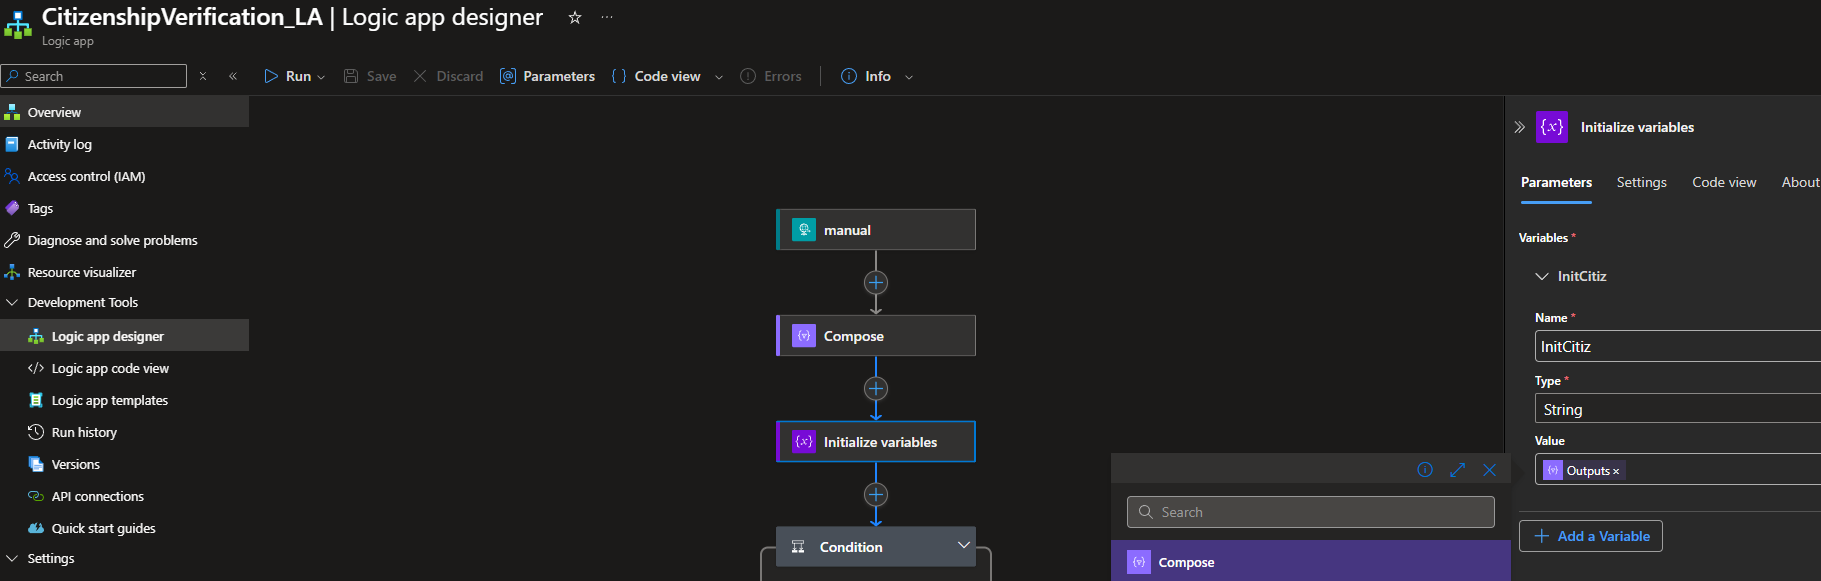 CitizenshipVerification_LA | Logic app designer
Logic app
Search
Run
Save
Discard
Parameters
Code view
Errors
Info
Overview
Activity log
Access control (IAM)
Tags
Diagnose and solve problems
Resource visualizer
Development Tools
Logic app designer
Logic app code view
Logic app templates
Run history
Versions
API connections
Quick start guides
Settings
manual
Compose
Initialize variables
Condition
Search
Compose
Initialize variables
Parameters
Settings
Code view
About
Variables *
InitCitiz
Name *
InitCitiz
Type *
String
Value
Outputs ×
+ Add a Variable